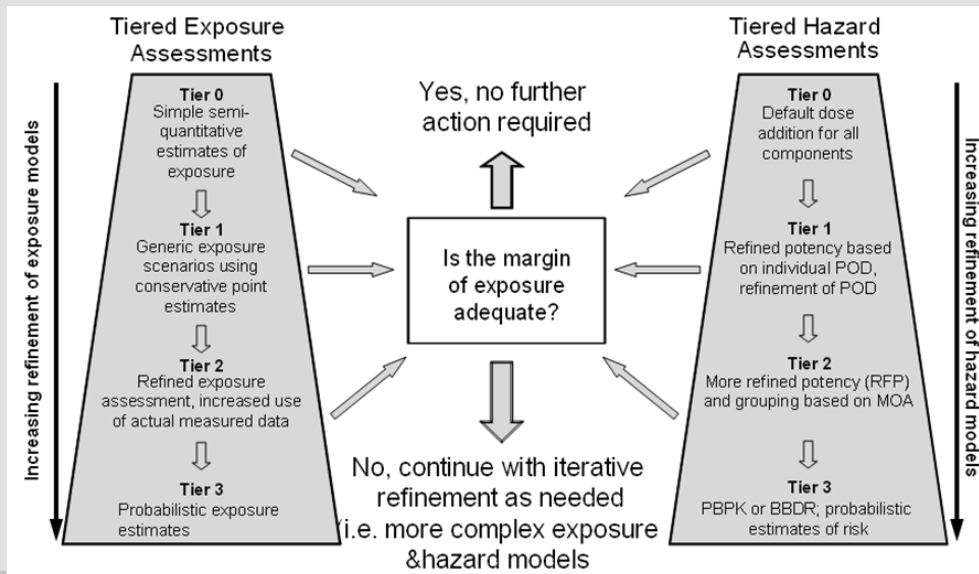 Tiered Exposure
Assessments
Increasing refinement of exposure models
Tier 0
Simple semi-
quantitative
estimates of
exposure
Tier 1
Generic exposure
scenarios using
conservative point
estimates
Tier 2
Refined exposure
assessment, increased use
of actual measured data
Tier 3
Probabilistic exposure
estimates
Yes, no further
action required
Is the margin
of exposure
adequate?
No, continue with iterative
refinement as needed
(i.e. more complex exposure
&hazard models
Tiered Hazard
Assessments
Tier 0
Default dose
addition for all
components
Tier 1
Refined potency based
on individual POD,
refinement of POD
Tier 2
More refined potency (RFP)
and grouping based on MOA
Tier 3
PBPK or BBDR; probabilistic
estimates of risk
Increasing refinement of hazard models